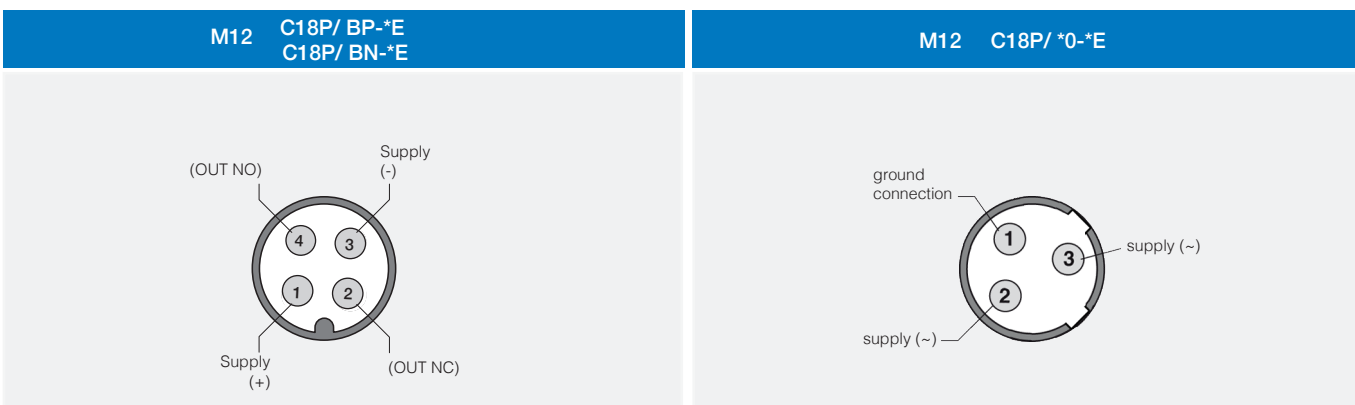 M12 C18P/ BP-*E
C18P/ BN-*E
(OUT NO)
Supply
(-)
4
3
1
2
Supply
(+)
(OUT NC)
M12 C18P/ *0-*E
ground
connection
1
3
supply (~)
2
supply (~)